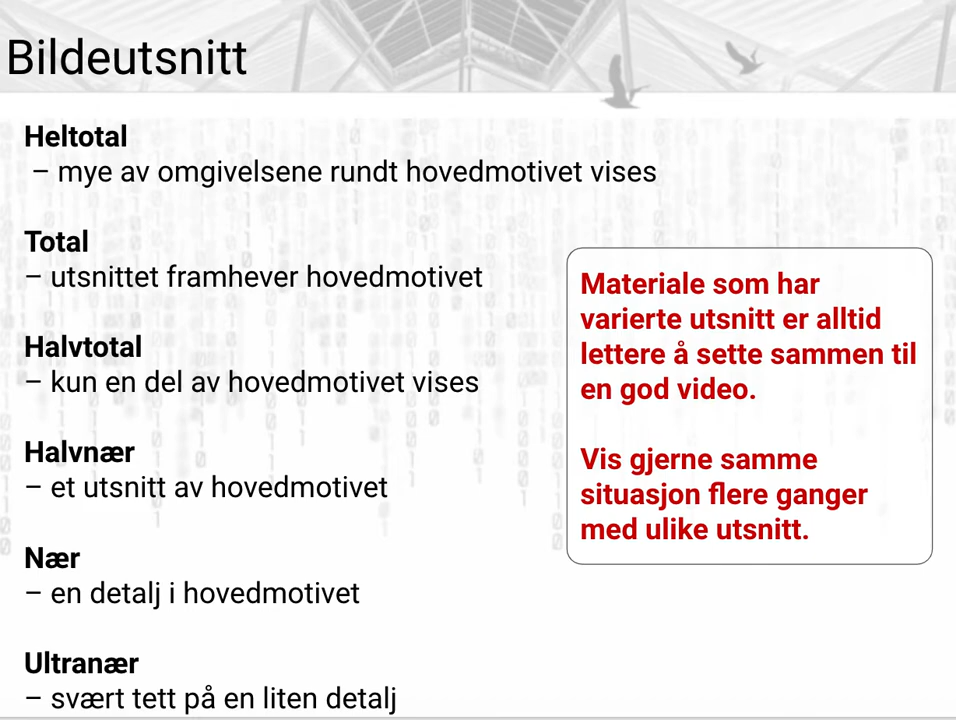 Bildeutsnitt
Heltotal
– mye av omgivelsene rundt hovedmotivet vises
Total
– utsnittet framhever hovedmotivet
Halvtotal
– kun en del av hovedmotivet vises
Halvnær
– et utsnitt av hovedmotivet
Nær
– en detalj i hovedmotivet
Ultranær
– svært tett på en liten detalj
Materiale som har
varierte utsnitt er alltid
lettere å sette sammen til
en god video.
Vis gjerne samme
situasjon flere ganger
med ulike utsnitt.